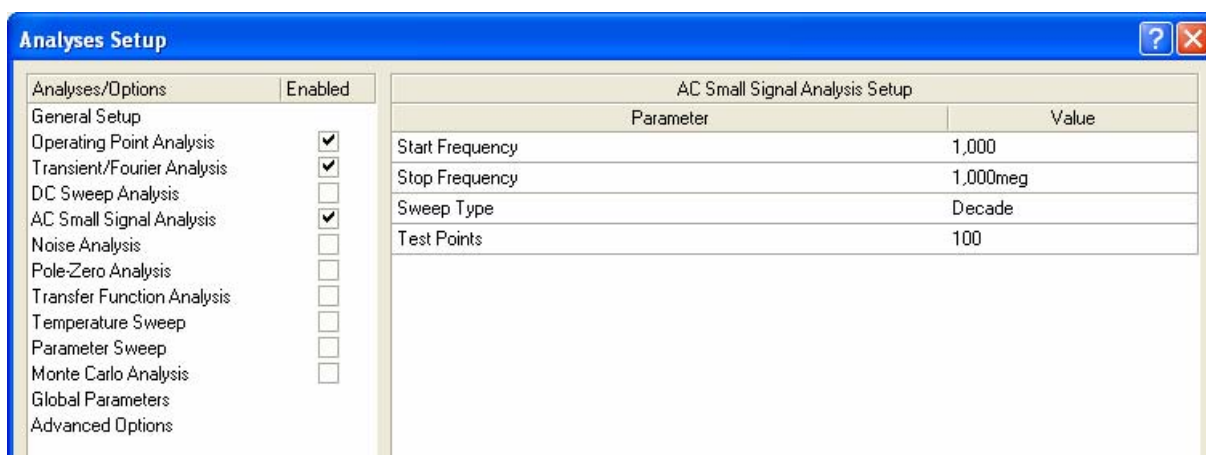 Analyses Setup
Analyses/Options Enabled
General Setup
Operating Point Analysis
Transient/Fourier Analysis
DC Sweep Analysis
AC Small Signal Analysis
Noise Analysis
Pole-Zero Analysis
Transfer Function Analysis
Temperature Sweep
Parameter Sweep
Monte Carlo Analysis
Global Parameters
Advanced Options
AC Small Signal Analysis Setup
Parameter Value
Start Frequency 1,000
Stop Frequency 1,000meg
Sweep Type Decade
Test Points 100